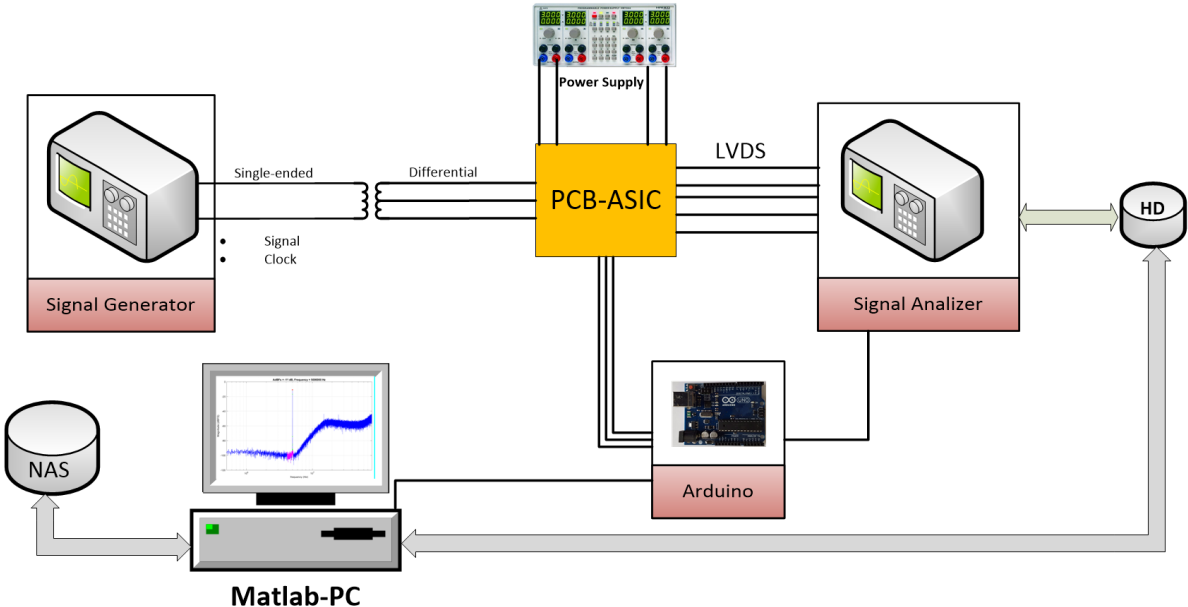 Power Supply
Single-ended
Differential
LVDS
PCB-ASIC
HD
Signal
Clock
Signal Generator
Signal Analizer
NAS
Arduino
Matlab-PC